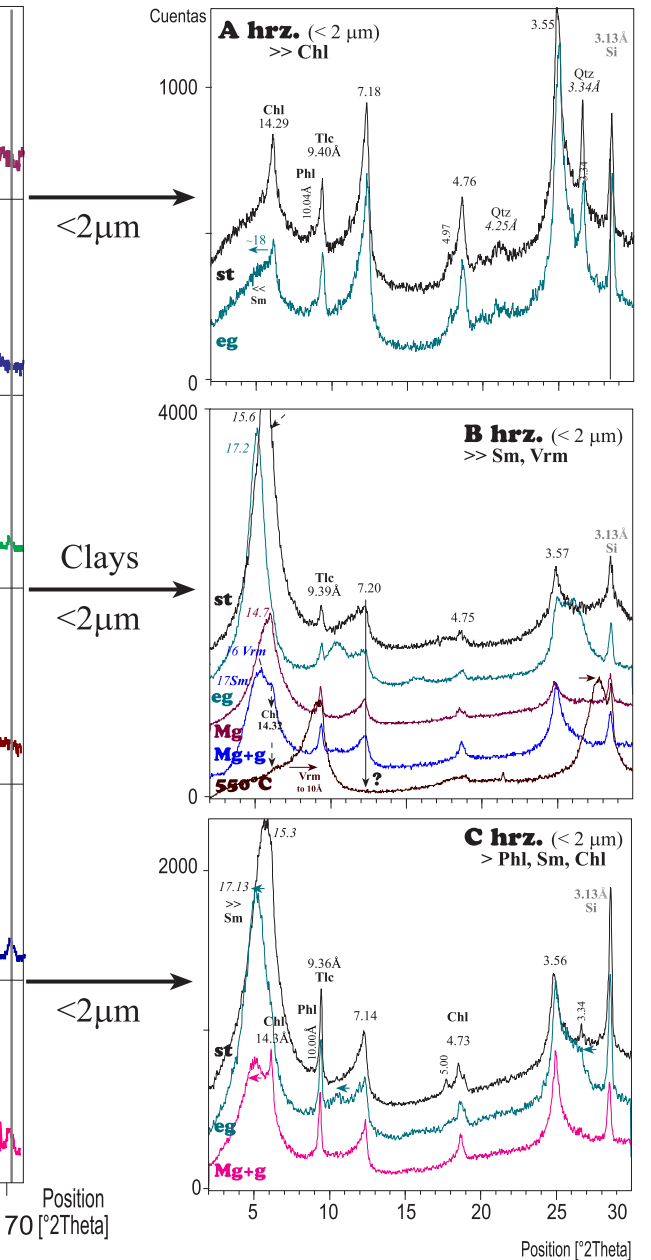 Cuentas
A hrz. (< 2 µm)
>> Chl
3.55
3.13Å
Si
1000
Chl
14.29
7.18
Qtz
3.34Å
Tlc
9.40Å
Phl
10.04Å
4.76
4.97
Qtz
4.25Å
3.34
<2µm
~18
<<
Sm
st
eg
0
4000
15.6
17.2
B hrz. (< 2 µm)
>> Sm, Vrm
3.13Å
Si
3.57
Clays
<2µm
Tlc
9.39Å
7.20
4.75
st
14.7
16 Vrm
17Sm
eg
Chl
14.32
Mg
Mg+g
550°C
Vrm
to 10Å
?
0
C hrz. (< 2 µm)
> Phl, Sm, Chl
2000
15.3
17.13
>>
Sm
3.13Å
Si
9.36Å
Tlc
3.56
<2µm
Phl
10.00Å
Chl
14.3Å
7.14
Chl
4.73
5.00
3.34
st
eg
Mg+g
0
5 10 15 20 25 30
Position
70 [°2Theta]
Position [°2Theta]